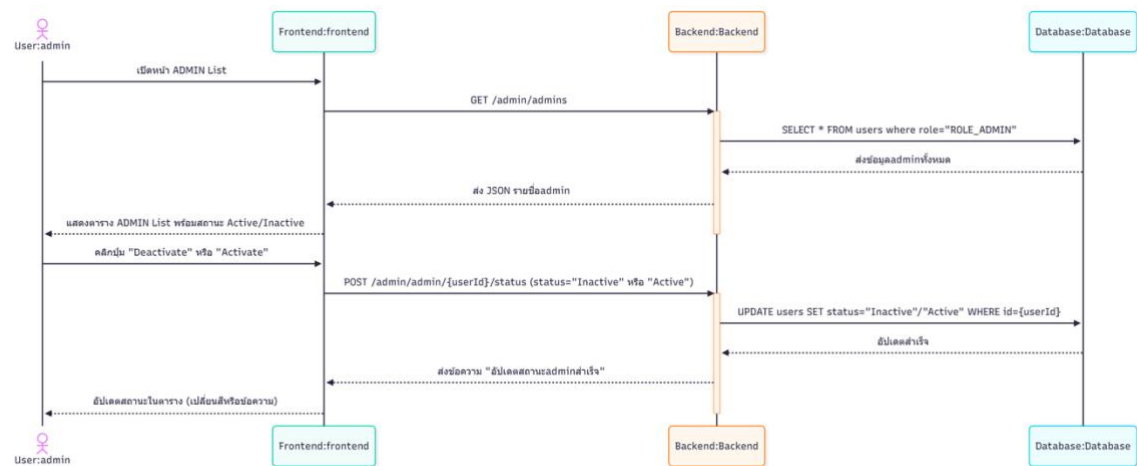 User:admin
Frontend:frontend
Backend:Backend
Database:Database
เปิดหน้า ADMIN List
GET /admin/admins
SELECT * FROM users where role="ROLE_ADMIN"
ส่งข้อมูลadminทั้งหมด
ส่ง JSON รายชื่อadmin
แสดงตาราง ADMIN List พร้อมสถานะ Active/Inactive
คลิกปุ่ม "Deactivate" หรือ "Activate"
POST /admin/admin/{userId}/status (status="Inactive" หรือ "Active")
UPDATE users SET status="Inactive"/"Active" WHERE id={userId}
อัปเดตสำเร็จ
ส่งข้อความ "อัปเดตสถานะadminสำเร็จ"
อัปเดตสถานะในตาราง (เปลี่ยนสีหรือข้อความ)
User:admin
Frontend:frontend
Backend:Backend
Database:Database